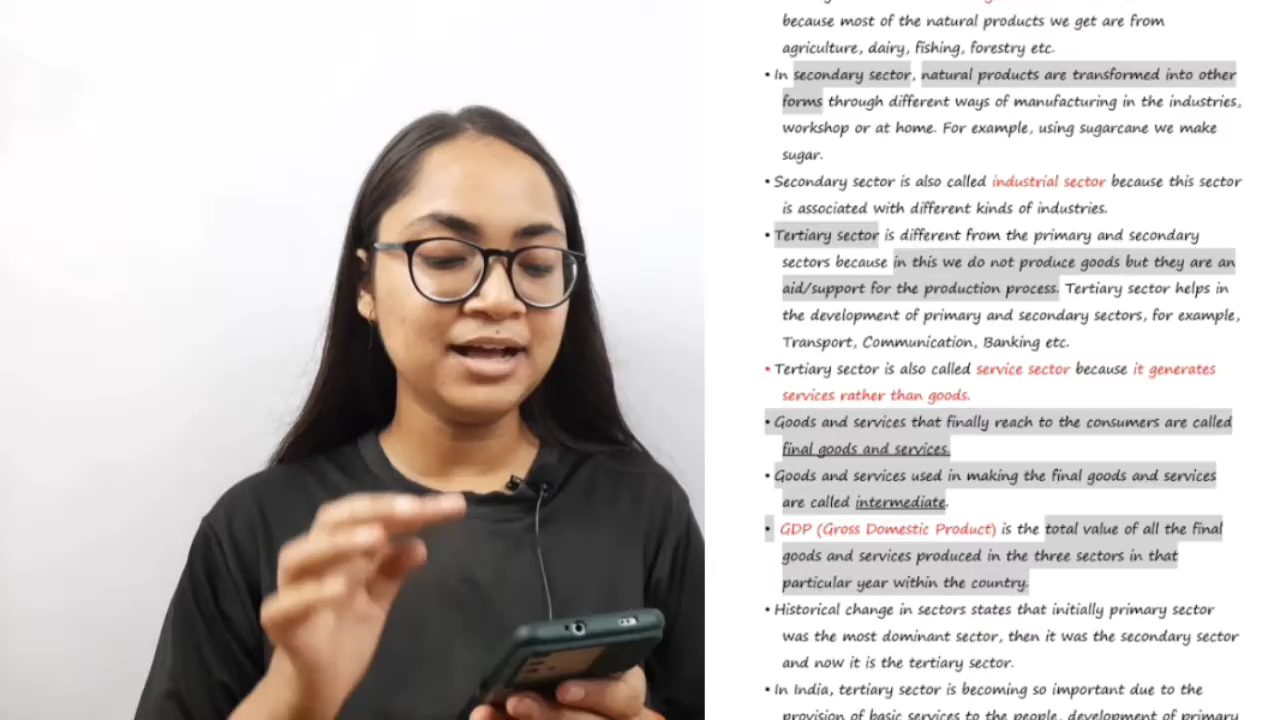 because most of the natural products we get are from
agriculture, dairy, fishing, forestry etc.
• In secondary sector, natural products are transformed into other
forms through different ways of manufacturing in the industries,
workshop or at home. For example, using sugarcane we make
sugar.
• Secondary sector is also called industrial sector because this sector
is associated with different kinds of industries.
• Tertiary sector is different from the primary and secondary
sectors because in this we do not produce goods but they are an
aid/support for the production process. Tertiary sector helps in
the development of primary and secondary sectors, for example,
Transport, Communication, Banking etc.
• Tertiary sector is also called service sector because it generates
services rather than goods.
• Goods and services that finally reach to the consumers are called
final goods and services.
• Goods and services used in making the final goods and services
are called intermediate.
• GDP (Gross Domestic Product) is the total value of all the final
goods and services produced in the three sectors in that
particular year within the country.
• Historical change in sectors states that initially primary sector
was the most dominant sector, then it was the secondary sector
and now it is the tertiary sector.
• In India, tertiary sector is becoming so important due to the
provision of basic services to the people, development of primary